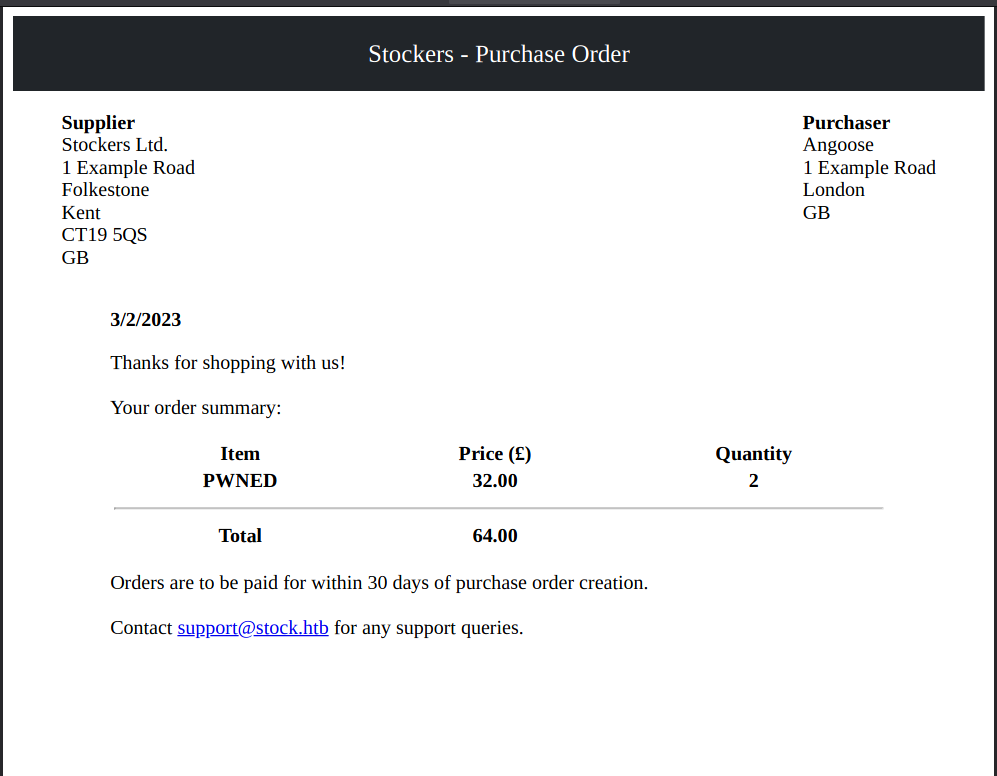 Stockers - Purchase Order
Supplier
Stockers Ltd.
1 Example Road
Folkestone
Kent
CT19 5QS
GB
Purchaser
Angoose
1 Example Road
London
GB
3/2/2023
Thanks for shopping with us!
Your order summary:
Item Price (£) Quantity
PWNED 32.00 2
Total 64.00
Orders are to be paid for within 30 days of purchase order creation.
Contact support@stock.htb for any support queries.